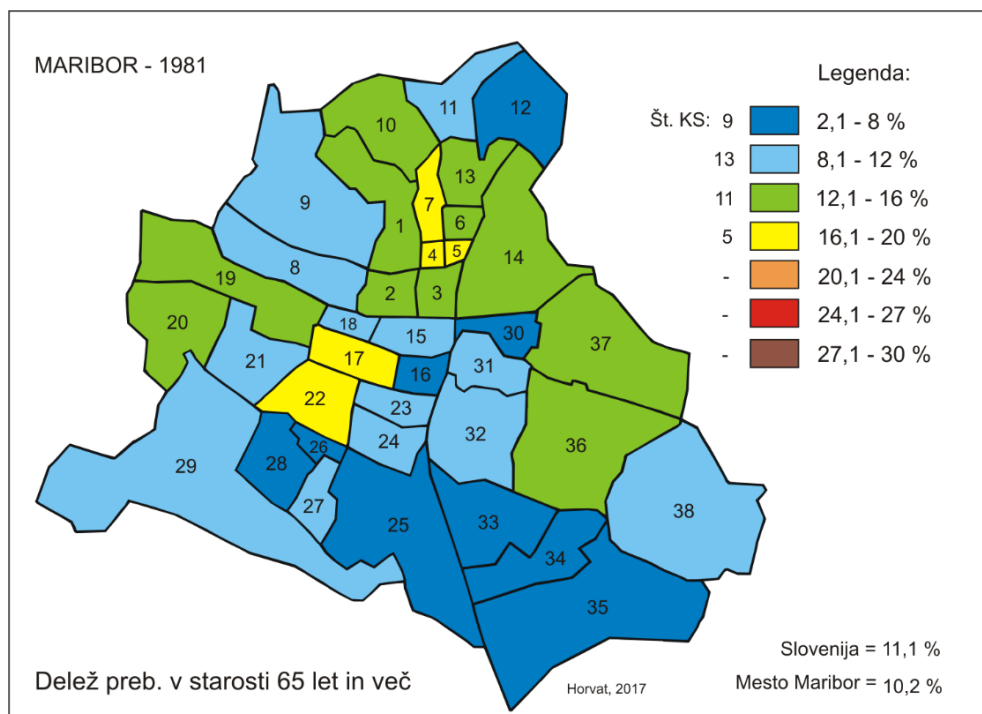 MARIBOR - 1981
Legenda:
Št. KS: 9 2,1 - 8 %
13 8,1 - 12 %
11 12,1 - 16 %
5 16,1 - 20 %
- 20,1 - 24 %
- 24,1 - 27 %
- 27,1 - 30 %
11
12
10
13
7
9
1
6
4
5
14
8
19
2
3
18
15
30
20
17
37
21
16
31
22
23
32
24
36
26
29
28
27
25
33
38
34
35
Slovenija = 11,1 %
Mesto Maribor = 10,2 %
Delež preb. v starosti 65 let in več
Horvat, 2017